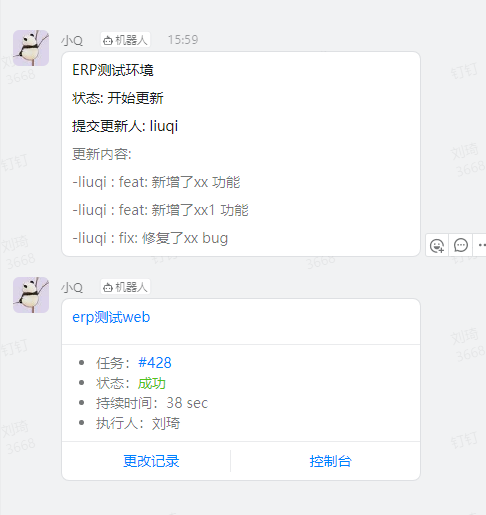 小Q 机器人 15:59
ERP测试环境
状态: 开始更新
提交更新人: liuqi
更新内容:
-liuqi : feat: 新增了xx 功能
-liuqi : feat: 新增了xx1 功能
-liuqi : fix: 修复了xx bug
小Q 机器人
erp测试web
任务：#428
状态：成功
持续时间：38 sec
执行人：刘琦
更改记录 控制台
钉钉
刘琦
3668